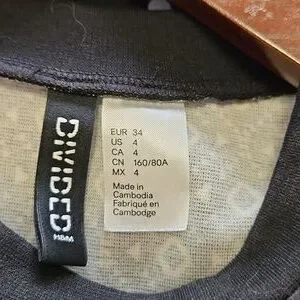 DIVIDED
H&M
EUR 34
US 4
CA 4
CN 160/80A
MX 4
Made in
Cambodia
Fabriqué en
Cambodge